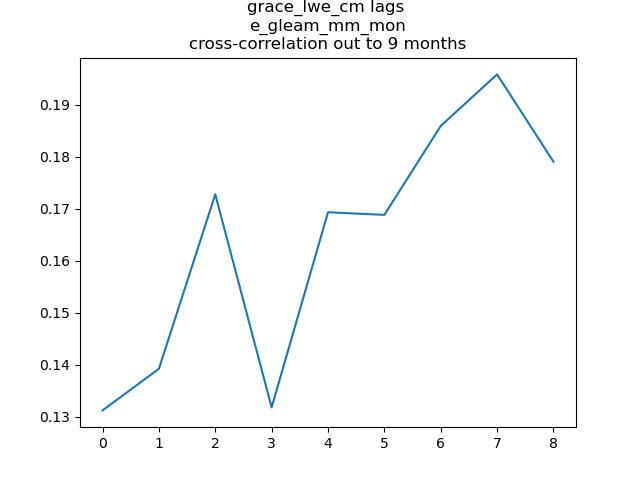 grace_lwe_cm lags
e_gleam_mm_mon
cross-correlation out to 9 months
0.19
0.18
0.17
0.16
0.15
0.14
0.13
0 1 2 3 4 5 6 7 8